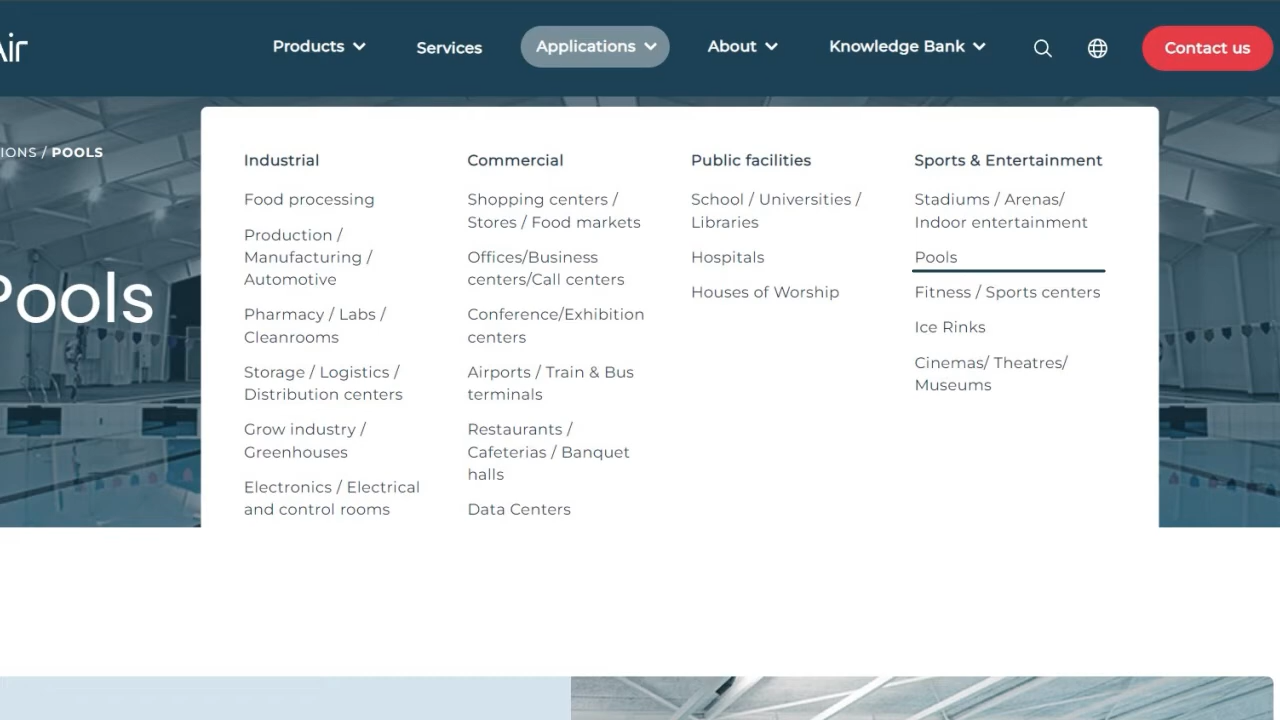 Air
Products
Services
Applications
About
Knowledge Bank
Contact us
IONS / POOLS
Pools
Industrial
Food processing
Production /
Manufacturing /
Automotive
Pharmacy / Labs /
Cleanrooms
Storage / Logistics /
Distribution centers
Grow industry /
Greenhouses
Electronics / Electrical
and control rooms
Commercial
Shopping centers /
Stores / Food markets
Offices/Business
centers/Call centers
Conference/Exhibition
centers
Airports / Train & Bus
terminals
Restaurants /
Cafeterias / Banquet
halls
Data Centers
Public facilities
School / Universities /
Libraries
Hospitals
Houses of Worship
Sports & Entertainment
Stadiums / Arenas/
Indoor entertainment
Pools
Fitness / Sports centers
Ice Rinks
Cinemas/ Theatres/
Museums